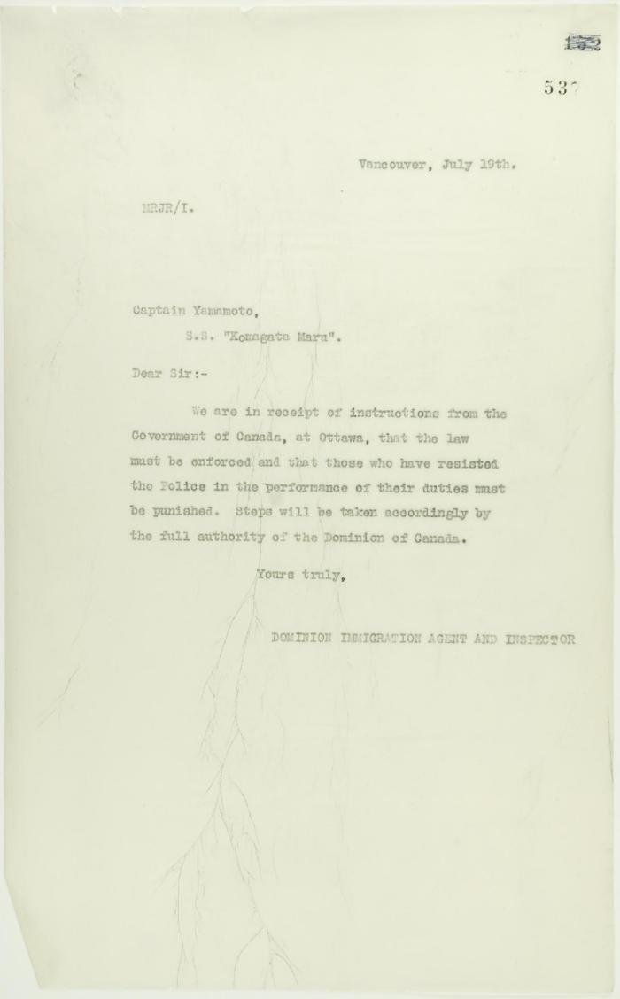 Vancouver, July 19th.
MRJR/I.
Captain Yamamoto,
S.S. "Komagata Maru".
Dear Sir:-
We are in receipt of instructions from the
Government of Canada, at Ottawa, that the law
must be enforced and that those who have resisted
the Police in the performance of their duties must
be punished. Steps will be taken accordingly by
the full authority of the Dominion of Canada.
Yours truly,
DOMINION IMMIGRATION AGENT AND INSPECTOR